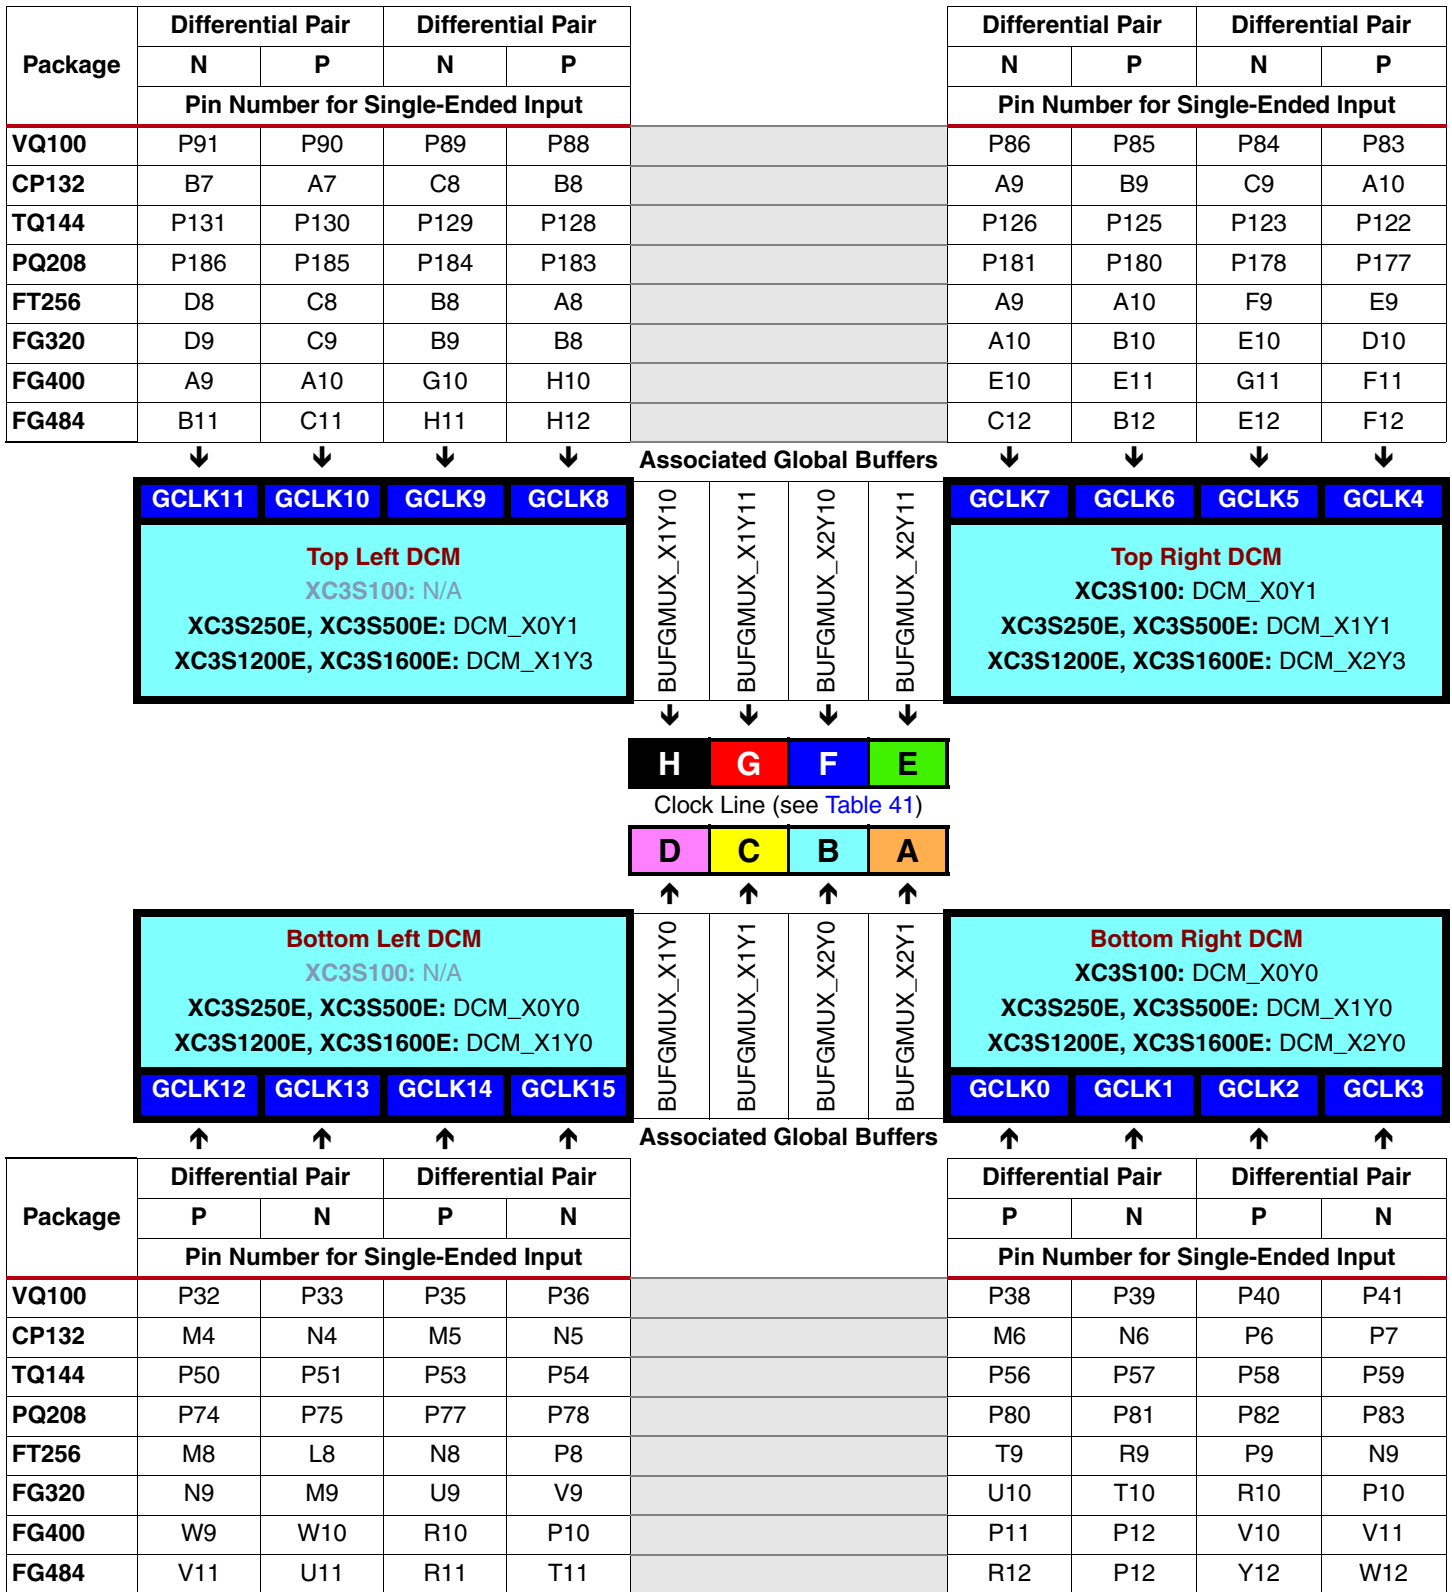 Package Differential Pair Differential Pair Differential Pair Differential Pair
N P N P N P N P
Pin Number for Single-Ended Input Pin Number for Single-Ended Input
VQ100 P91 P90 P89 P88 P86 P85 P84 P83
CP132 B7 A7 C8 B8 A9 B9 C9 A10
TQ144 P131 P130 P129 P128 P126 P125 P123 P122
PQ208 P186 P185 P184 P183 P181 P180 P178 P177
FT256 D8 C8 B8 A8 A9 A10 F9 E9
FG320 D9 C9 B9 B8 A10 B10 E10 D10
FG400 A9 A10 G10 H10 E10 E11 G11 F11
FG484 B11 C11 H11 H12 C12 B12 E12 F12
Associated Global Buffers
GCLK11 GCLK10 GCLK9 GCLK8
Top Left DCM
XC3S100: N/A
XC3S250E, XC3S500E: DCM_X0Y1
XC3S1200E, XC3S1600E: DCM_X1Y3
BUFGMUX_X1Y10
BUFGMUX_X1Y11
BUFGMUX_X2Y10
BUFGMUX_X2Y11
GCLK7 GCLK6 GCLK5 GCLK4
Top Right DCM
XC3S100: DCM_X0Y1
XC3S250E, XC3S500E: DCM_X1Y1
XC3S1200E, XC3S1600E: DCM_X2Y3
H G F E
Clock Line (see Table 41)
D C B A
Bottom Left DCM
XC3S100: N/A
XC3S250E, XC3S500E: DCM_X0Y0
XC3S1200E, XC3S1600E: DCM_X1Y0
GCLK12 GCLK13 GCLK14 GCLK15
BUFGMUX_X1Y0
BUFGMUX_X1Y1
BUFGMUX_X2Y0
BUFGMUX_X2Y1
Bottom Right DCM
XC3S100: DCM_X0Y0
XC3S250E, XC3S500E: DCM_X1Y0
XC3S1200E, XC3S1600E: DCM_X2Y0
GCLK0 GCLK1 GCLK2 GCLK3
Associated Global Buffers
Package Differential Pair Differential Pair Differential Pair Differential Pair
P N P N P N P N
Pin Number for Single-Ended Input Pin Number for Single-Ended Input
VQ100 P32 P33 P35 P36 P38 P39 P40 P41
CP132 M4 N4 M5 N5 M6 N6 P6 P7
TQ144 P50 P51 P53 P54 P56 P57 P58 P59
PQ208 P74 P75 P77 P78 P80 P81 P82 P83
FT256 M8 L8 N8 P8 T9 R9 P9 N9
FG320 N9 M9 U9 V9 U10 T10 R10 P10
FG400 W9 W10 R10 P10 P11 P12 V10 V11
FG484 V11 U11 R11 T11 R12 P12 Y12 W12